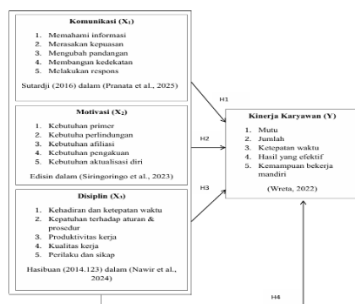 Komunikasi (X₁)
1. Memahami informasi
2. Merasakan kepuasan
3. Mengubah pandangan
4. Membangun kedekatan
5. Melakukan respons
Sutardji (2016) dalam (Pranata et al., 2025)
Motivasi (X₂)
1. Kebutuhan primer
2. Kebutuha perlindungan
3. Kebutuhan afiliasi
4. Kebutuhan pengakuan
5. Kebutuhan aktualisasi diri
Edisin dalam (Siringoringo et al., 2023)
Disiplin (X₃)
1. Kehadiran dan ketepatan waktu
2. Kepatuhan terhadap aturan &
prosedur
3. Produktivitas kerja
4. Kualitas kerja
5. Perilaku dan sikap
Hasibuan (2014.123) dalam (Nawir et al.,
2024)
H1
H2
H3
Kinerja Karyawan (Y)
1. Mutu
2. Jumlah
3. Ketepatan waktu
4. Hasil yang efektif
5. Kemampuan bekerja
mandiri
(Wreta, 2022)
H4